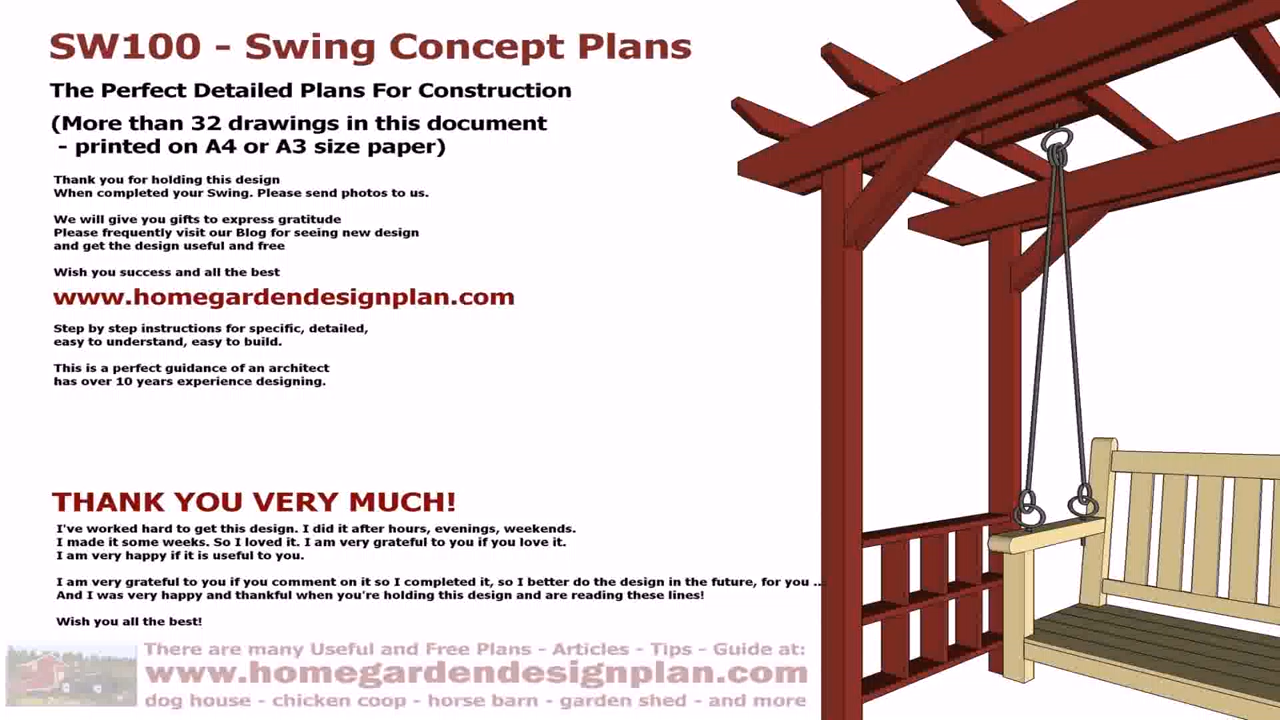 SW100 - Swing Concept Plans
The Perfect Detailed Plans For Construction
(More than 32 drawings in this document
- printed on A4 or A3 size paper)
Thank you for holding this design
When completed your Swing. Please send photos to us.
We will give you gifts to express gratitude
Please frequently visit our Blog for seeing new design
and get the design useful and free
Wish you success and all the best
www.homegardendesignplan.com
Step by step instructions for specific, detailed,
easy to understand, easy to build.
This is a perfect guidance of an architect
has over 10 years experience designing.
THANK YOU VERY MUCH!
I've worked hard to get this design. I did it after hours, evenings, weekends.
I made it some weeks. So I loved it. I am very grateful to you if you love it.
I am very happy if it is useful to you.
I am very grateful to you if you comment on it so I completed it, so I better do the design in the future, for you ...
And I was very happy and thankful when you're holding this design and are reading these lines!
Wish you all the best!
There are many Useful and Free Plans - Articles - Tips - Guide at:
www.homegardendesignplan.com
dog house - chicken coop - horse barn - garden shed - and more